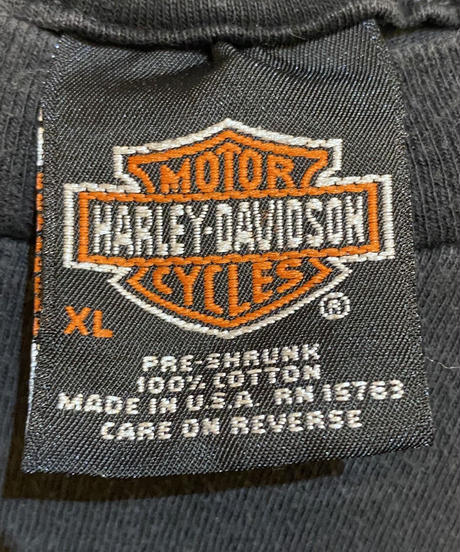 MOTOR
HARLEY-DAVIDSON
CYCLES
®
XL
PRE-SHRUNK
100% COTTON
MADE IN U.S.A. RN 15763
CARE ON REVERSE